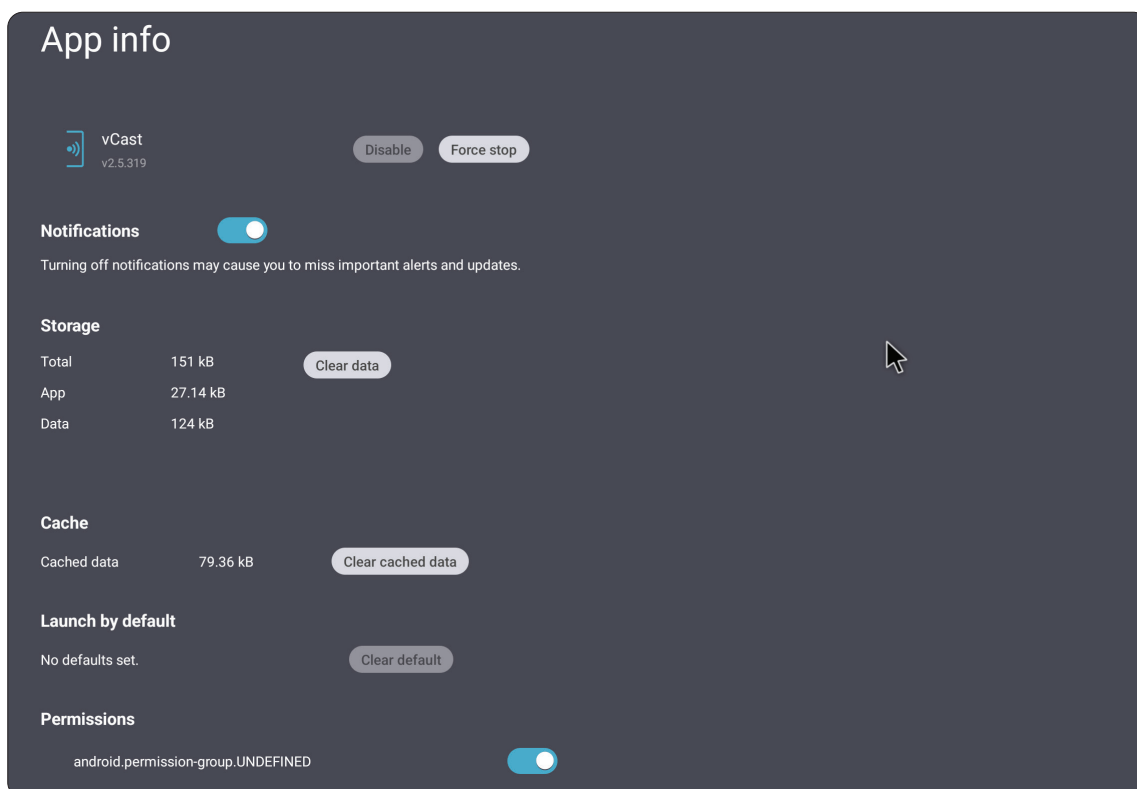 App info
vCast
v2.5.319
Disable
Force stop
Notifications
Turning off notifications may cause you to miss important alerts and updates.
Storage
Total 151 kB Clear data
App 27.14 kB
Data 124 kB
Cache
Cached data 79.36 kB Clear cached data
Launch by default
No defaults set. Clear default
Permissions
android.permission-group.UNDEFINED